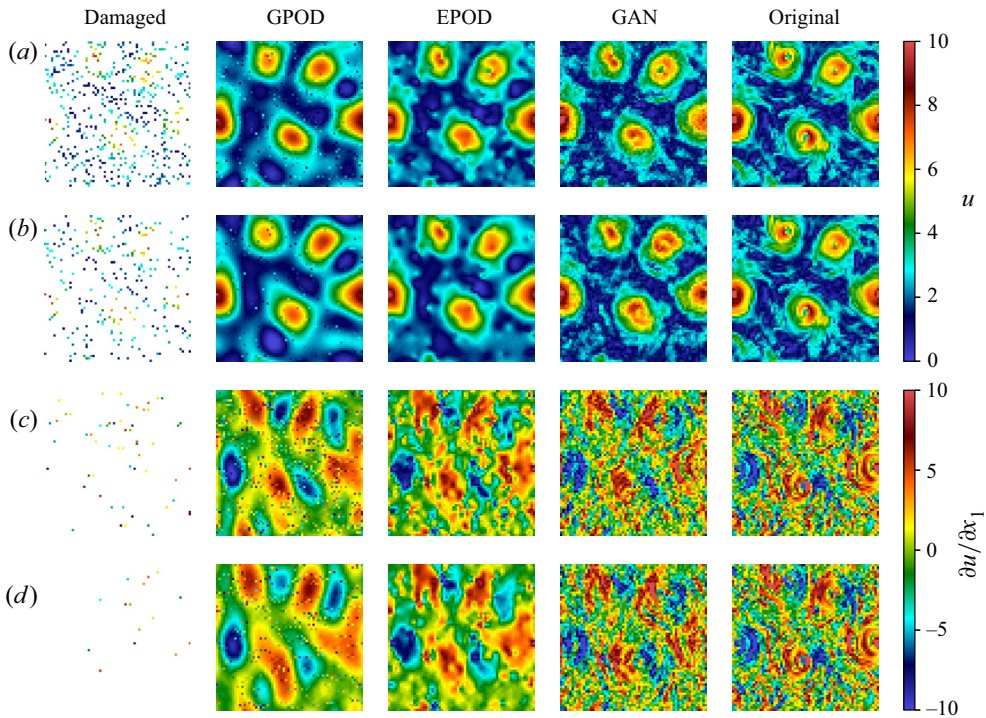 Damaged GPOD EPOD GAN Original
(a)
10
8
6
u
4
2
0
(b)
(c)
10
5
0
∂u/∂x₁
−5
−10
(d)